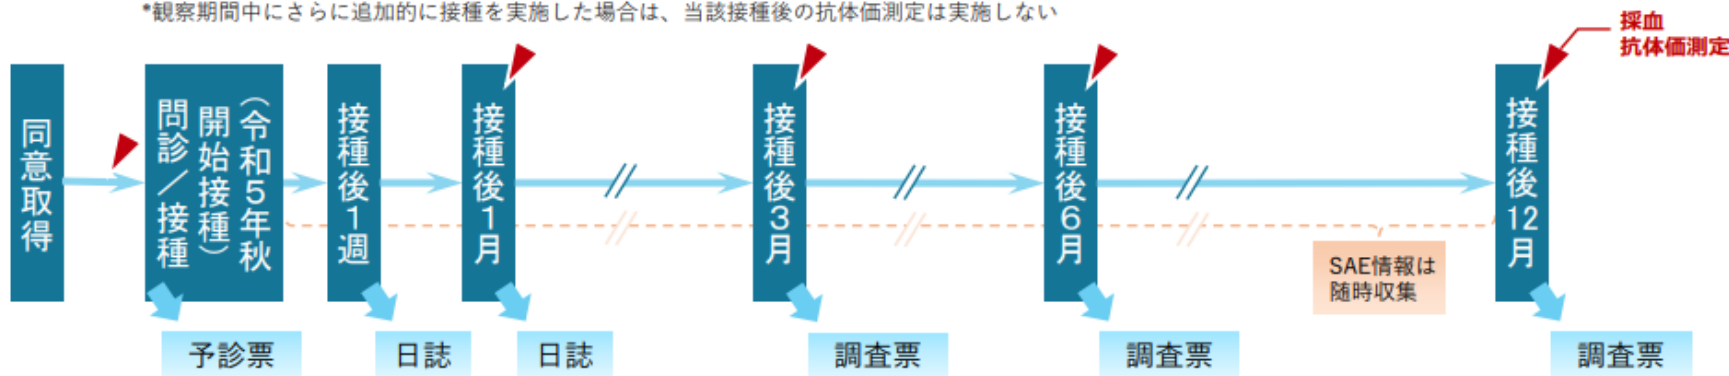 *観察期間中にさらに追加的に接種を実施した場合は、当該接種後の抗体価測定は実施しない
採血
抗体価測定
同意取得
（令和５年秋
開始接種）
問診／接種
接種後１週
接種後１月
接種後３月
接種後６月
接種後12月
SAE情報は
随時収集
予診票
日誌
日誌
調査票
調査票
調査票